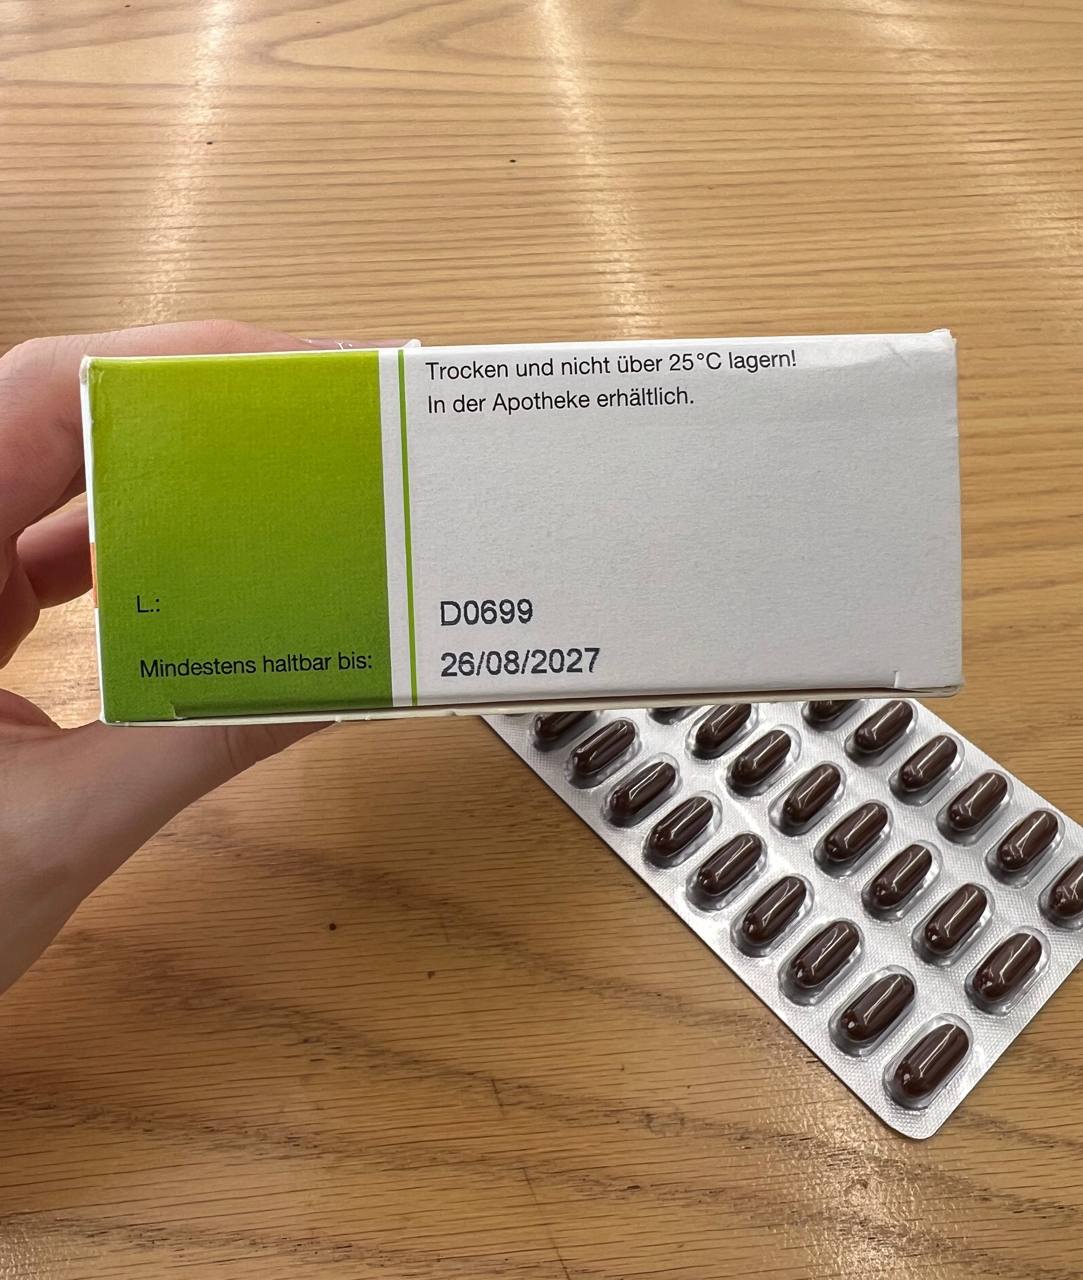 Trocken und nicht über 25°C lagern!
In der Apotheke erhältlich.
L.: D0699
Mindestens haltbar bis: 26/08/2027